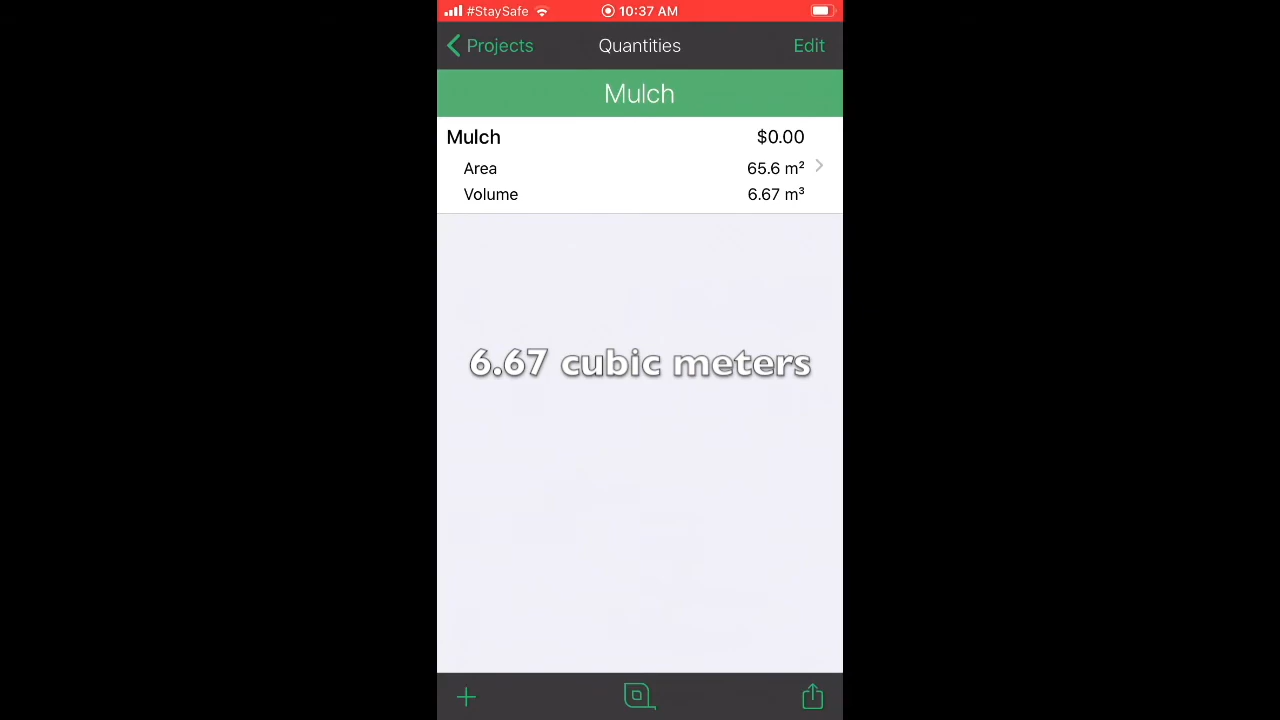 #StaySafe 10:37 AM
Projects Quantities Edit
Mulch
Mulch $0.00
Area 65.6 m²
Volume 6.67 m³
6.67 cubic meters